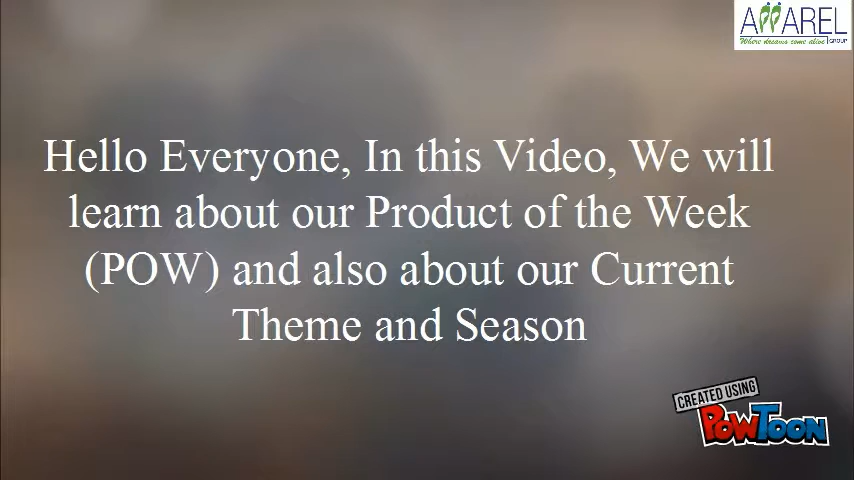 APPAREL
Where dreams come alive GROUP
Hello Everyone, In this Video, We will
learn about our Product of the Week
(POW) and also about our Current
Theme and Season
CREATED USING
POWTOON